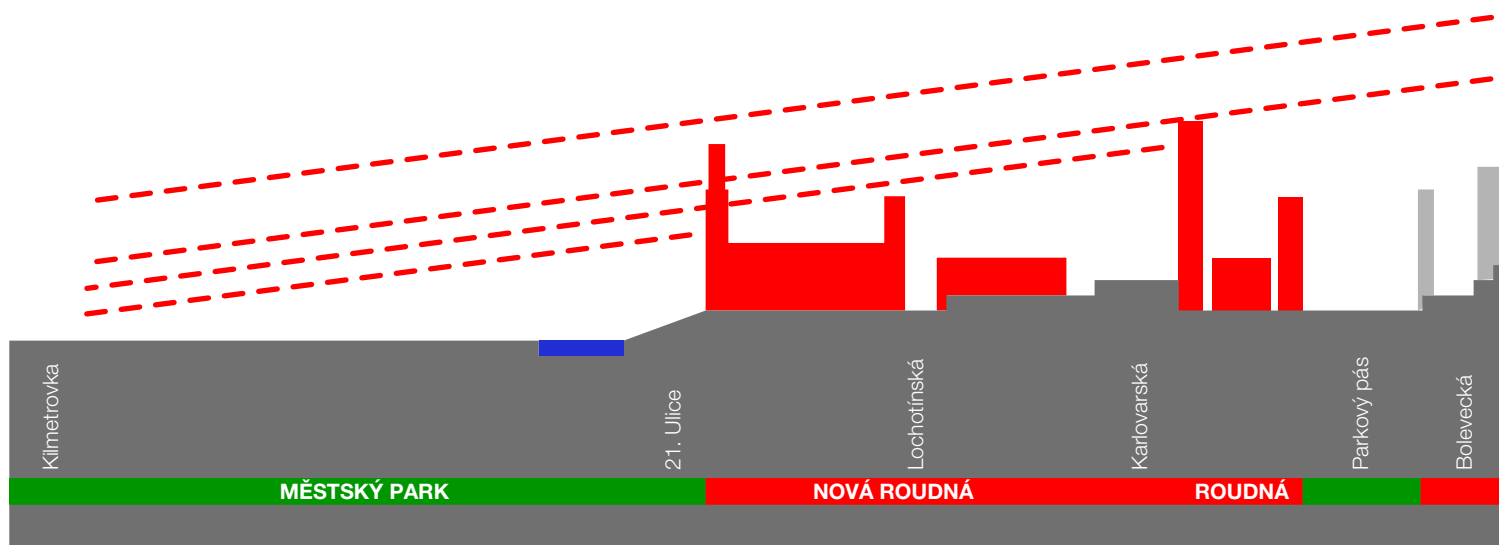 Kilmetrovka
21. Ulice
Lochotínská
Karlovarská
Parkový pás
Bolevecká
MĚSTSKÝ PARK
NOVÁ ROUDNÁ
ROUDNÁ